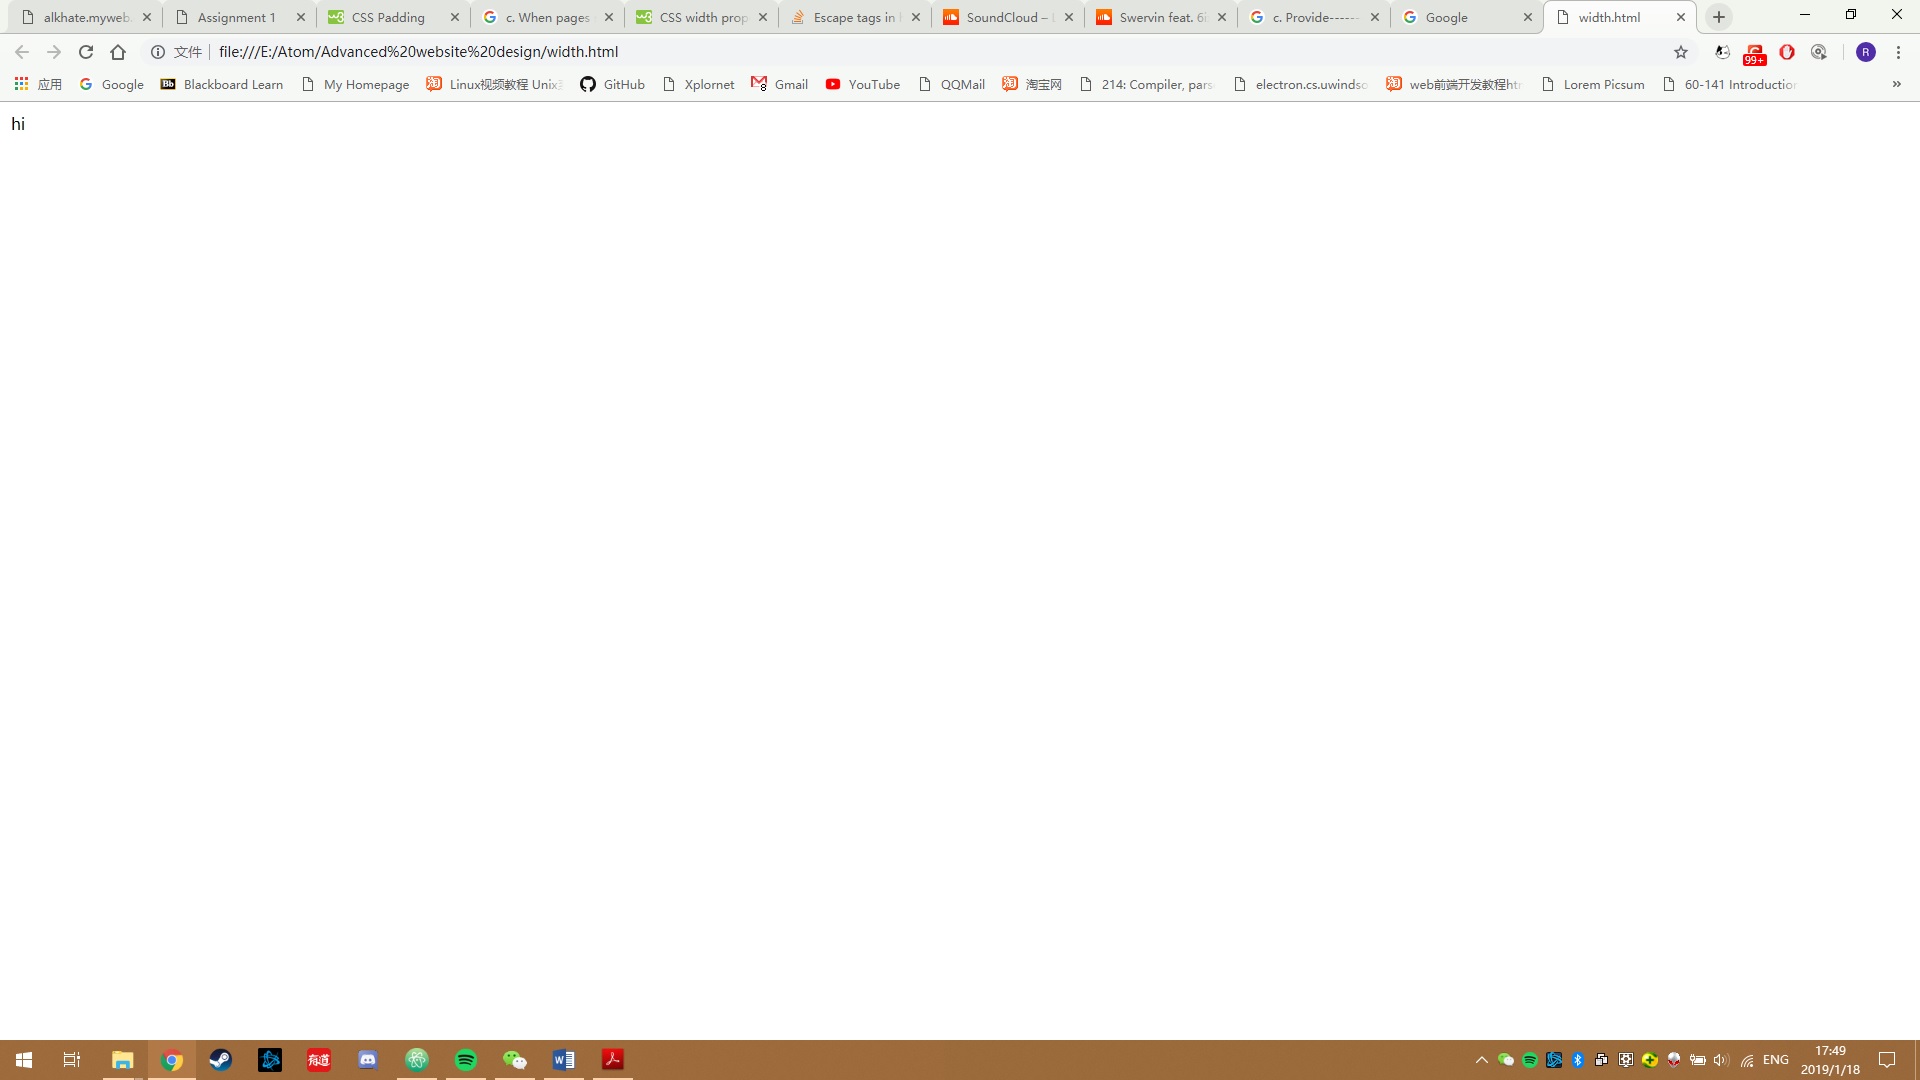 alkhate.myweb.
Assignment 1
CSS Padding
c. When pages
CSS width prop
Escape tags in
SoundCloud –
Swervin feat. 6i
c. Provide------
Google
width.html
文件
file:///E:/Atom/Advanced%20website%20design/width.html
99+
R
应用
Google
Bb
Blackboard Learn
My Homepage
Linux视频教程 Unix
GitHub
Xplornet
Gmail
YouTube
QQMail
淘宝网
214: Compiler, pars
electron.cs.uwindso
web前端开发教程htm
Lorem Picsum
60-141 Introduction
»
hi
有道
ENG
17:49
2019/1/18